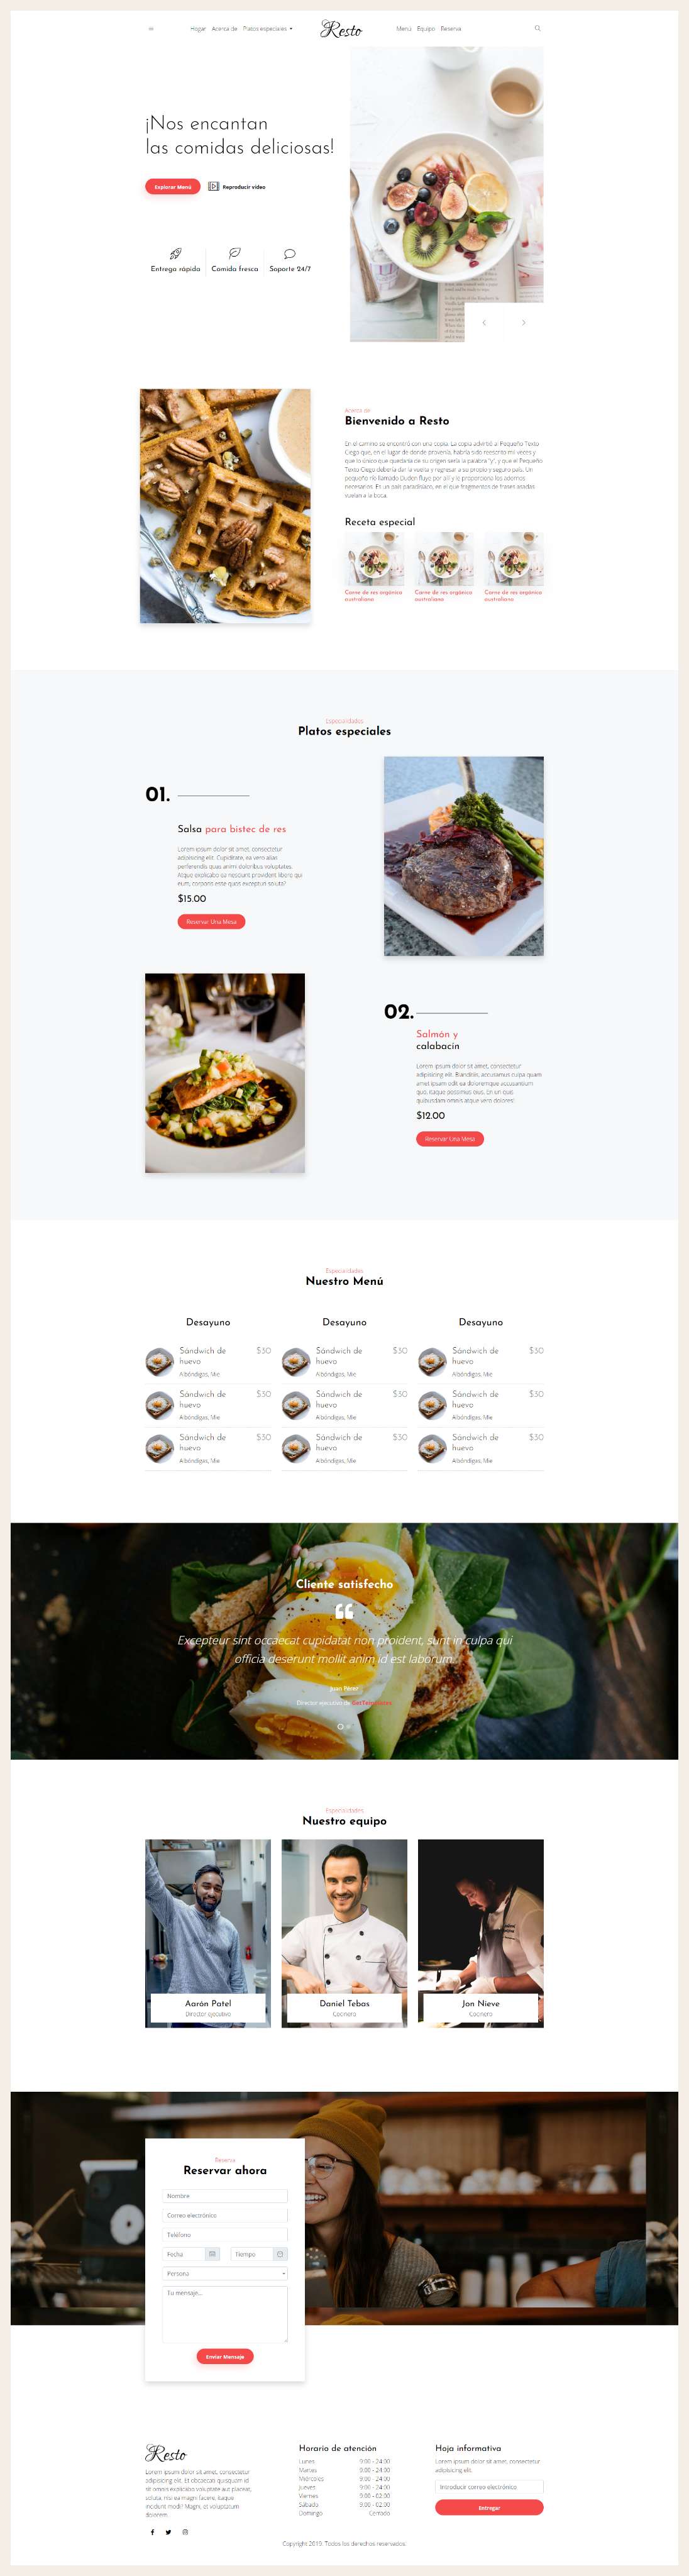 Hogar Acerca de Platos especiales Resto Menú Equipo Reserva
¡Nos encantan
las comidas deliciosas!
Explorar Menú Reproducir video
Entrega rápida Comida fresca Soporte 24/7
Acerca de
Bienvenido a Resto
En el camino se encontró con una copia. La copia advirtió al Pequeño Texto
Ciego que, en el lugar de donde provenía, habría sido reescrito mil veces y
que lo único que quedaría de su origen sería la palabra "y", y que el Pequeño
Texto Ciego debería dar la vuelta y regresar a su propio y seguro país. Un
pequeño río llamado Duden fluye por allí y le proporciona los adornos
necesarios. Es un país paradisíaco, en el que fragmentos de frases asadas
vuelan a la boca.
Receta especial
Carne de res orgánica
australiana
Carne de res orgánica
australiana
Carne de res orgánica
australiana
Especialidades
Platos especiales
01.
Salsa para bistec de res
Lorem ipsum dolor sit amet, consectetur
adipisicing elit. Cupiditate, ea vero alias
perferendis quas animi doloribus voluptates.
Atque explicabo ea nesciunt provident libero qui
eum, corporis esse quos excepturi soluta?
$15.00
Reservar Una Mesa
02.
Salmón y
calabacín
Lorem ipsum dolor sit amet, consectetur
adipisicing elit. Blanditiis, accusamus culpa quam
amet ipsam odit ea doloremque accusantium
quo, itaque possimus eius. In un quis
quibusdam omnis atque vero dolores!
$12.00
Reservar Una Mesa
Especialidades
Nuestro Menú
Desayuno
Sándwich de
huevo
$30
Albóndigas, Mie
Sándwich de
huevo
$30
Albóndigas, Mie
Sándwich de
huevo
$30
Albóndigas, Mie
Desayuno
Sándwich de
huevo
$30
Albóndigas, Mie
Sándwich de
huevo
$30
Albóndigas, Mie
Sándwich de
huevo
$30
Albóndigas, Mie
Desayuno
Sándwich de
huevo
$30
Albóndigas, Mie
Sándwich de
huevo
$30
Albóndigas, Mie
Sándwich de
huevo
$30
Albóndigas, Mie
Cliente satisfecho
Excepteur sint occaecat cupidatat non proident, sunt in culpa qui
officia deserunt mollit anim id est laborum.
Juan Pérez
Director ejecutivo de GetTemplates
Especialidades
Nuestro equipo
Aarón Patel
Director ejecutivo
Daniel Tebas
Cocinero
Jon Nieve
Cocinero
Reserva
Reservar ahora
Nombre
Correo electrónico
Teléfono
Fecha Tiempo
Persona
Tu mensaje...
Enviar Mensaje
Resto
Lorem ipsum dolor sit amet, consectetur
adipisicing elit. Et obcaecati quisquam id
sit omnis explicabo voluptate aut placeat,
soluta, nisi ea magni facere, itaque
incidunt modi? Magni, et voluptatum
dolorem.
Horario de atención
Lunes 9:00 - 24:00
Martes 9:00 - 24:00
Miércoles 9:00 - 24:00
Jueves 9:00 - 24:00
Viernes 9:00 - 02:00
Sábado 9:00 - 02:00
Domingo Cerrado
Hoja informativa
Lorem ipsum dolor sit amet, consectetur
adipisicing elit.
Introducir correo electrónico
Entregar
Copyright 2019. Todos los derechos reservados